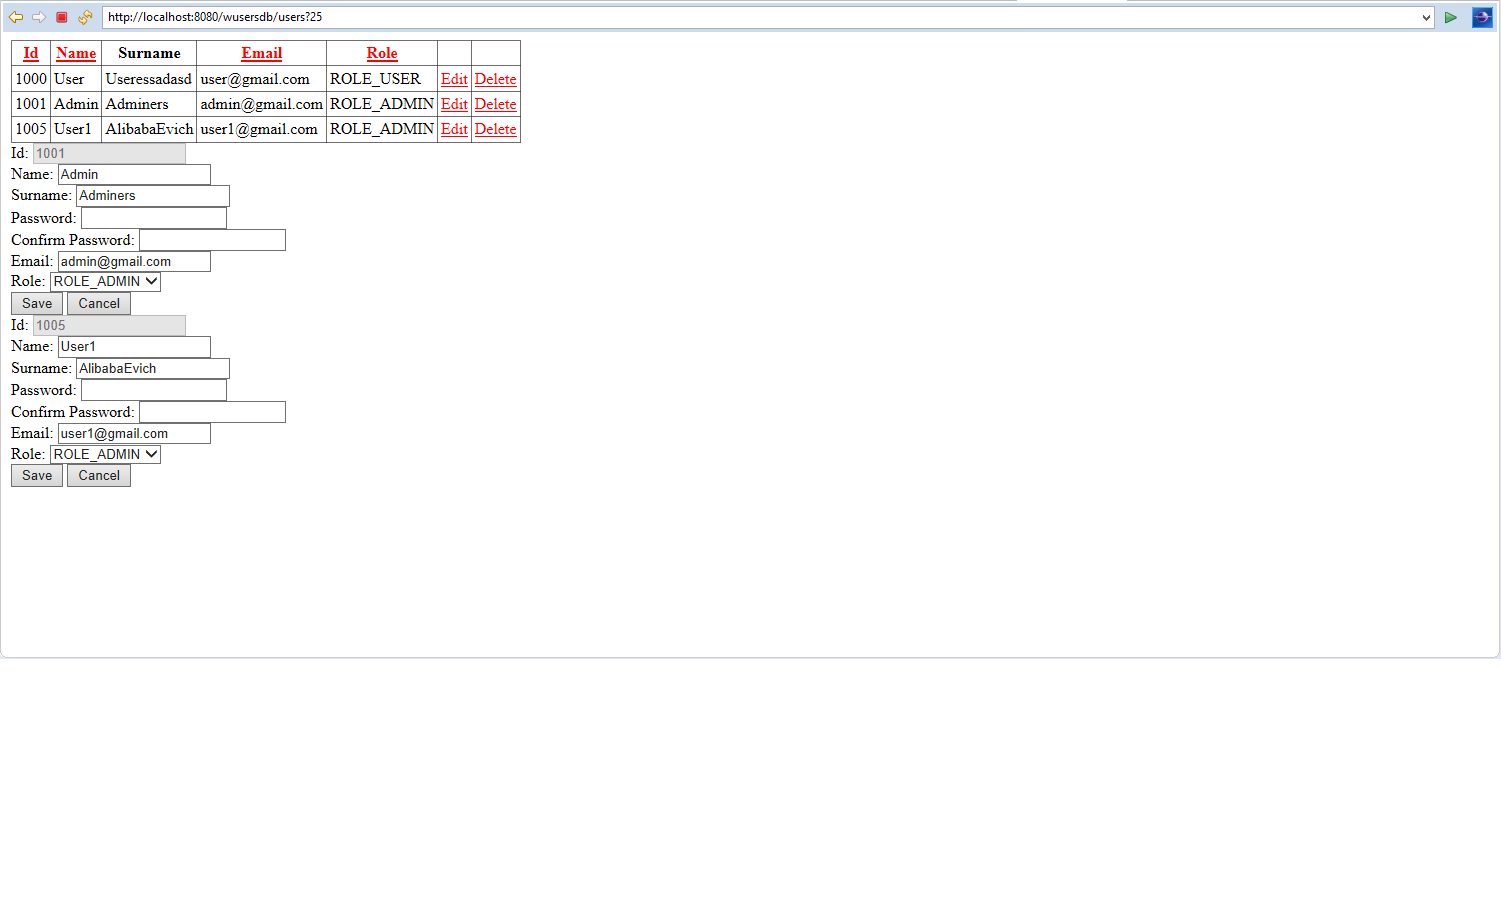 http://localhost:8080/wusersdb/users?25
Id Name Surname Email Role
1000 User Useressadasd user@gmail.com ROLE_USER Edit Delete
1001 Admin Adminers admin@gmail.com ROLE_ADMIN Edit Delete
1005 User1 AlibabaEvich user1@gmail.com ROLE_ADMIN Edit Delete
Id: 1001
Name: Admin
Surname: Adminers
Password:
Confirm Password:
Email: admin@gmail.com
Role: ROLE_ADMIN
Save Cancel
Id: 1005
Name: User1
Surname: AlibabaEvich
Password:
Confirm Password:
Email: user1@gmail.com
Role: ROLE_ADMIN
Save Cancel